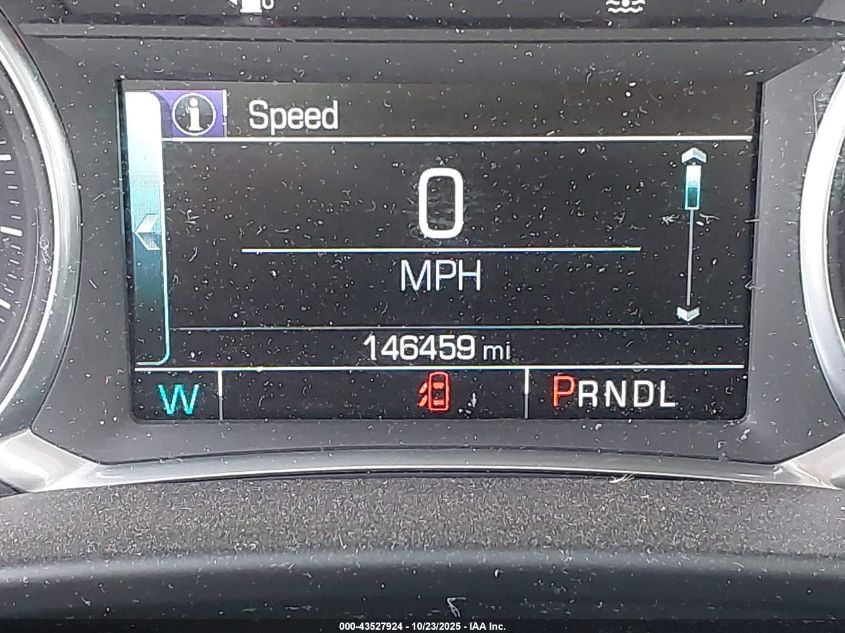 i Speed
0
MPH
146459 mi
W PRNDL
000-43527924 - 10/23/2025 - IAA Inc.